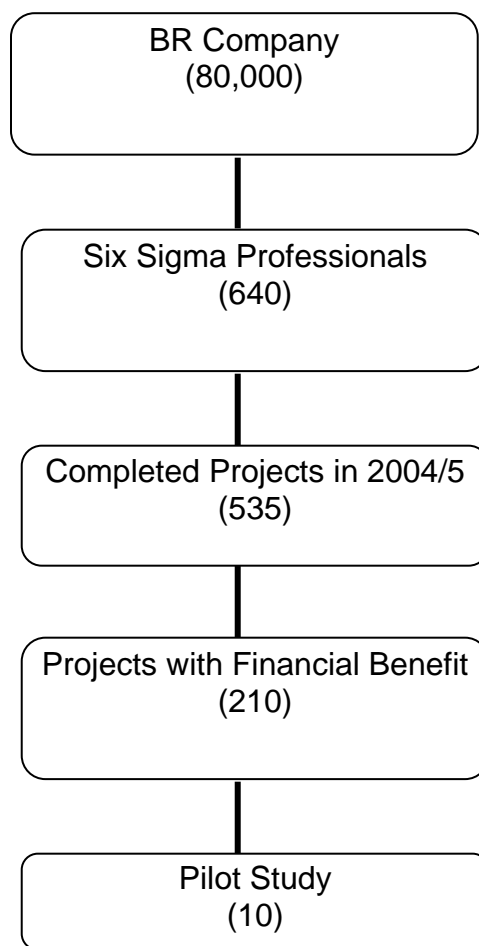 BR Company
(80,000)
Six Sigma Professionals
(640)
Completed Projects in 2004/5
(535)
Projects with Financial Benefit
(210)
Pilot Study
(10)